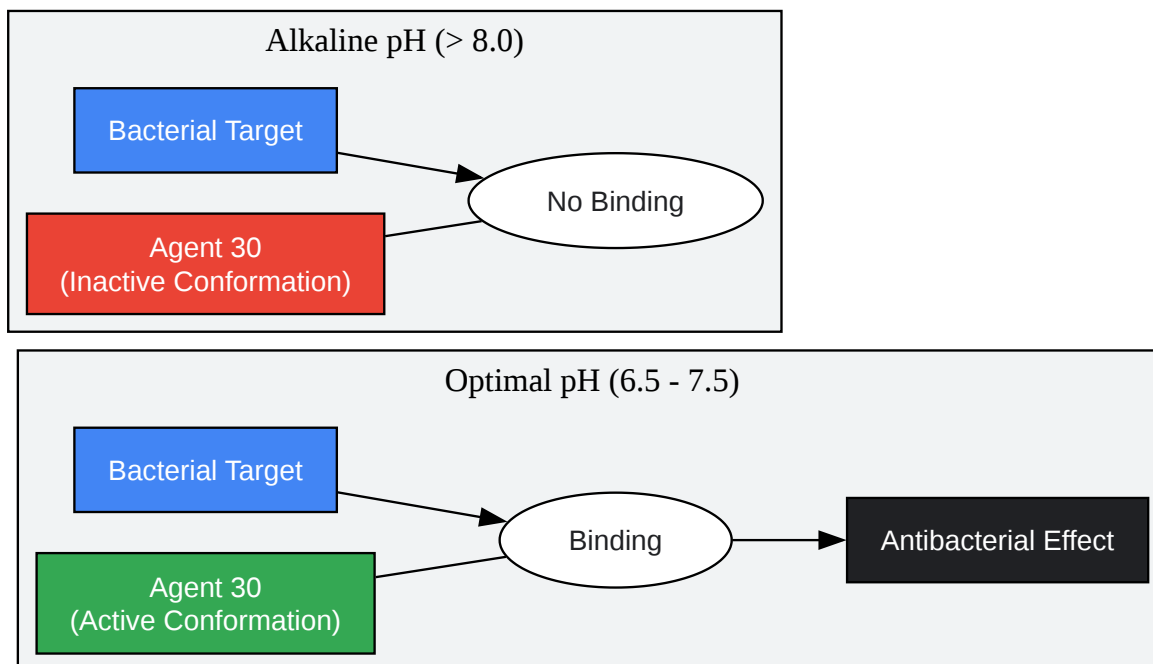 Alkaline pH (> 8.0)
Bacterial Target
No Binding
Agent 30
(Inactive Conformation)
Optimal pH (6.5 - 7.5)
Bacterial Target
Binding
Antibacterial Effect
Agent 30
(Active Conformation)